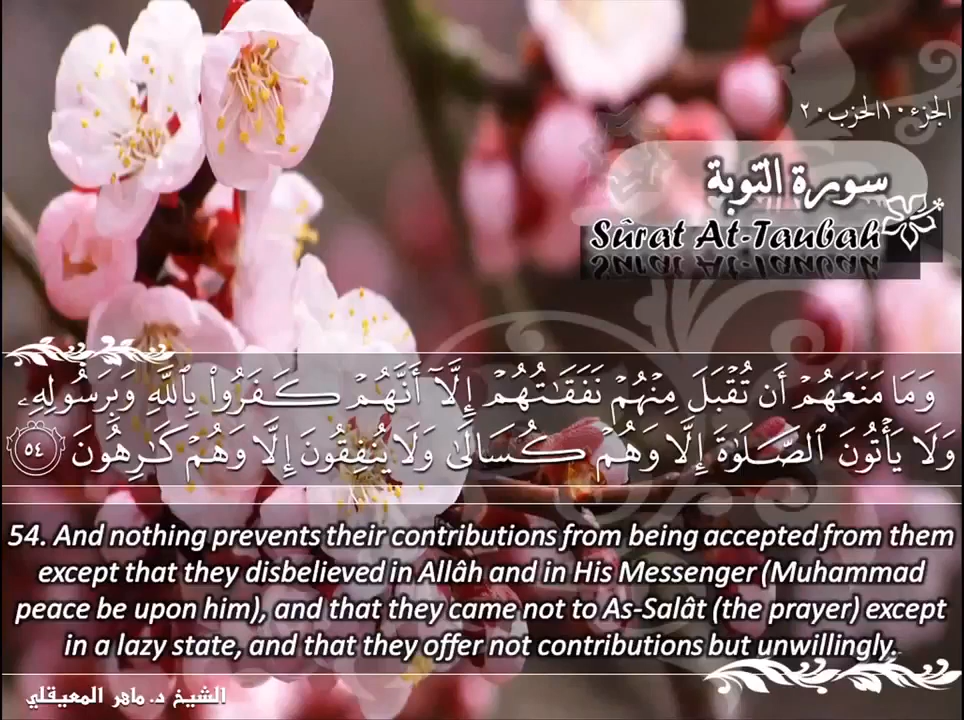 الجزء ١٠ الحزب ٢٠
سورة التوبة
Sûrat At-Taubah
وَمَا مَنَعَهُمْ أَن تُقْبَلَ مِنْهُمْ نَفَقَٰتُهُمْ إِلَّآ أَنَّهُمْ كَفَرُوا۟ بِٱللَّهِ وَبِرَسُولِهِۦ
وَلَا يَأْتُونَ ٱلصَّلَوٰةَ إِلَّا وَهُمْ كُسَالَىٰ وَلَا يُنفِقُونَ إِلَّا وَهُمْ كَٰرِهُونَ ٥٤
54. And nothing prevents their contributions from being accepted from them
except that they disbelieved in Allâh and in His Messenger (Muhammad
peace be upon him), and that they came not to As-Salât (the prayer) except
in a lazy state, and that they offer not contributions but unwillingly.
الشيخ د. ماهر المعيقلي